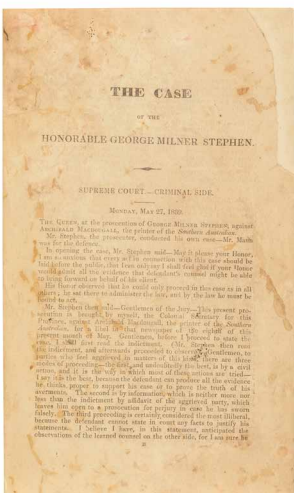 THE CASE
OF THE
HONORABLE GEORGE MILNER STEPHEN.
SUPREME COURT—CRIMINAL SIDE.
MONDAY, MAY 27, 1839.
THE QUEEN, at the prosecution of GEORGE MILNER STEPHEN, against
ARCHIBALD MACDOUGALL, the printer of the Southern Australian.
Mr. Stephen, the prosecutor, conducted his own case—Mr. Mann
was for the defence.
In opening the case, Mr. Stephen said—May it please your Honor,
I am so anxious that every act in connection with this case should be
laid before the public, that I not only say I shall feel glad if your Honor
would admit all the evidence that defendant's counsel might be able
to bring forward on behalf of his client.
His Honor observed that he could only proceed in this case as in all
others; he sat there to administer the law, and by the law he must be
ruled to act.
Mr. Stephen then said—Gentlemen of the Jury—This present pro-
secution is brought by myself, the Colonial Secretary for this
Province, against Archibald Macdougall, the printer of the Southern
Australian, for a libel in that newspaper of the eighth of this
present month of May. Gentlemen, before I proceed to state the
case, I shall first read the indictment. (Mr. Stephen then read
the indictment, and afterwards proceeded to observe) Gentlemen, to
parties who feel aggrieved in matters of libel there are three
modes of proceeding—the first, and undoubtedly the best, is by a civil
action, and it is the only in which most of these actions are tried—
I say it is the best, because the defendant can produce all the evidence
he thinks proper to support his case or to prove the truth of his
averments. The second is by information, which is neither more nor
less than the indictment by affidavit of the aggrieved party, which
leaves him open to a prosecution for perjury in case he has sworn
falsely. The third proceeding is certainly considered the most illiberal,
because the defendant cannot state in court any facts to justify his
statements. I believe I have, in this statement, anticipated the
observations of the learned counsel on the other side, for I am sure he